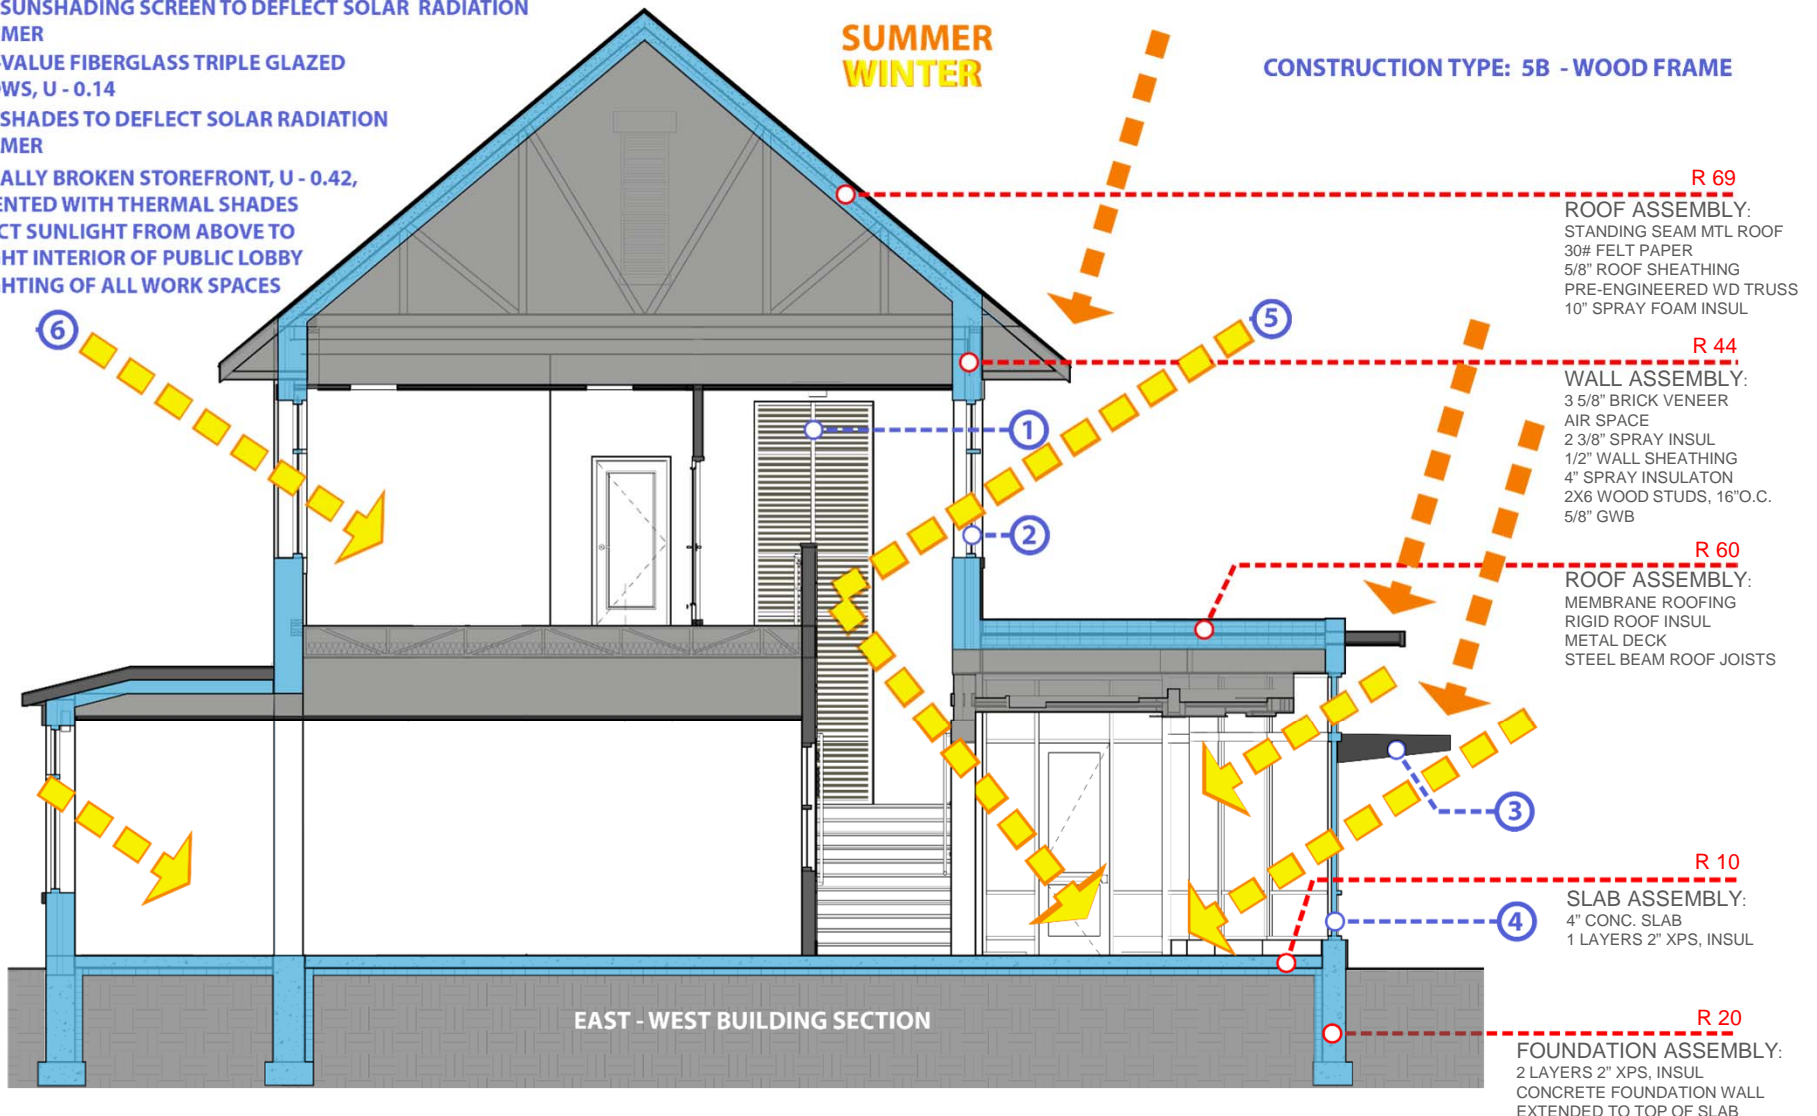 SUNSHADING SCREEN TO DEFLECT SOLAR RADIATION
MER
VALUE FIBERGLASS TRIPLE GLAZED
OWS, U - 0.14
SHADES TO DEFLECT SOLAR RADIATION
MER
ALLY BROKEN STOREFRONT, U - 0.42,
ENTED WITH THERMAL SHADES
CT SUNLIGHT FROM ABOVE TO
HT INTERIOR OF PUBLIC LOBBY
HTING OF ALL WORK SPACES
SUMMER
WINTER
CONSTRUCTION TYPE: 5B - WOOD FRAME
R 69
ROOF ASSEMBLY:
STANDING SEAM MTL ROOF
30# FELT PAPER
5/8" ROOF SHEATHING
PRE-ENGINEERED WD TRUSS
10" SPRAY FOAM INSUL
6
5
R 44
WALL ASSEMBLY:
3 5/8" BRICK VENEER
AIR SPACE
2 3/8" SPRAY INSUL
1/2" WALL SHEATHING
4" SPRAY INSULATON
2X6 WOOD STUDS, 16"O.C.
5/8" GWB
1
2
R 60
ROOF ASSEMBLY:
MEMBRANE ROOFING
RIGID ROOF INSUL
METAL DECK
STEEL BEAM ROOF JOISTS
3
R 10
SLAB ASSEMBLY:
4" CONC. SLAB
1 LAYERS 2" XPS, INSUL
4
EAST - WEST BUILDING SECTION
R 20
FOUNDATION ASSEMBLY:
2 LAYERS 2" XPS, INSUL
CONCRETE FOUNDATION WALL
EXTENDED TO TOP OF SLAB